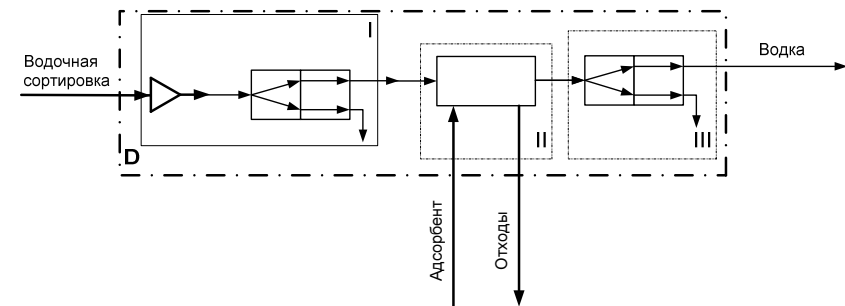 Водочная
сортировка
I
II
III
D
Водка
Адсорбент
Отходы